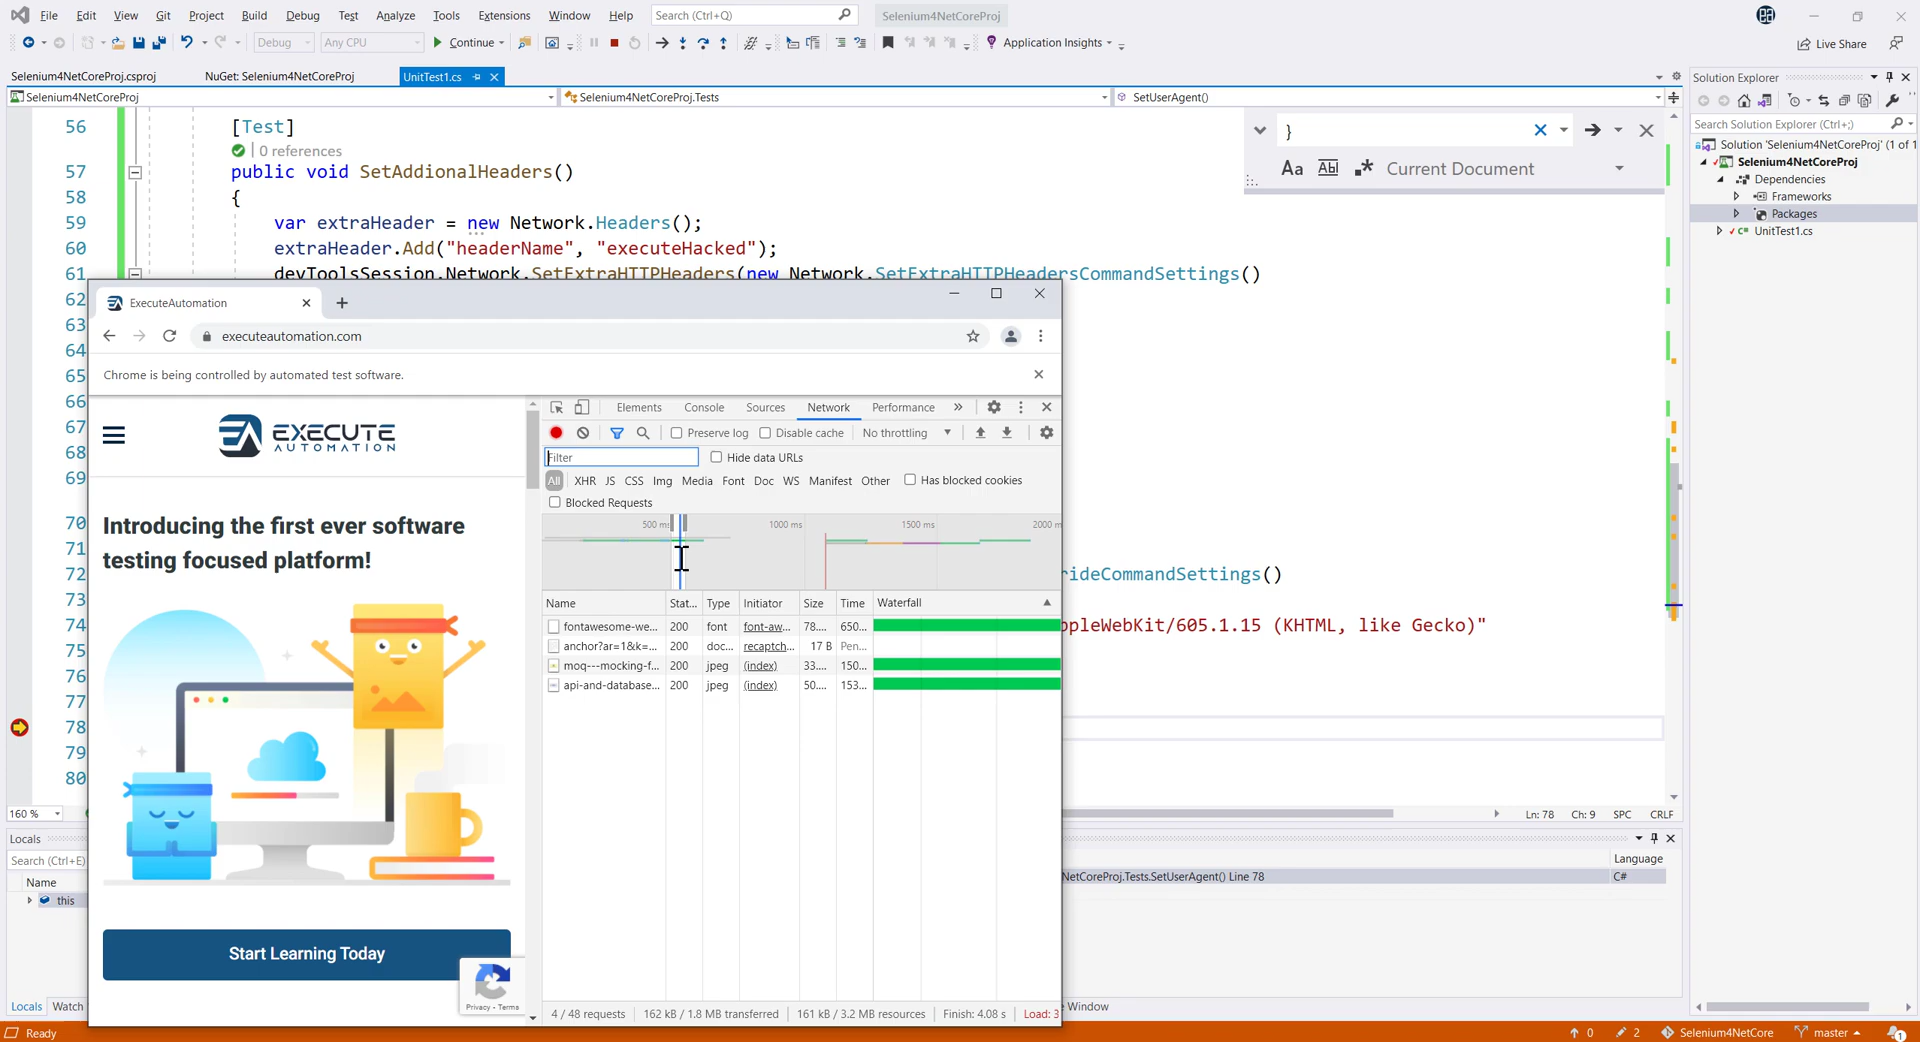 File Edit View Git Project Build Debug Test Analyze Tools Extensions Window Help Search (Ctrl+Q) Selenium4NetCoreProj
Debug Any CPU Continue Application Insights Live Share
Selenium4NetCoreProj.csproj NuGet: Selenium4NetCoreProj UnitTest1.cs
Selenium4NetCoreProj Selenium4NetCoreProj.Tests SetUserAgent()
56 [Test]
0 references
57 public void SetAddionalHeaders()
58 {
59 var extraHeader = new Network.Headers();
60 extraHeader.Add("headerName", "executeHacked");
61 devToolsSession.Network.SetExtraHTTPHeaders(new Network.SetExtraHTTPHeadersCommandSettings()
62
63
64
65
66
67
68
69
70
71
72 rideCommandSettings()
73
74 ppleWebKit/605.1.15 (KHTML, like Gecko)"
75
76
77
78
79
80
}
Aa Abl Current Document
Solution Explorer
Search Solution Explorer (Ctrl+;)
Solution 'Selenium4NetCoreProj' (1 of 1
Selenium4NetCoreProj
Dependencies
Frameworks
Packages
UnitTest1.cs
ExecuteAutomation
executeautomation.com
Chrome is being controlled by automated test software.
EXECUTE
AUTOMATION
Introducing the first ever software
testing focused platform!
Start Learning Today
Privacy - Terms
Elements Console Sources Network Performance
Preserve log Disable cache No throttling
Filter Hide data URLs
All XHR JS CSS Img Media Font Doc WS Manifest Other Has blocked cookies
Blocked Requests
500 ms 1000 ms 1500 ms 2000 m
Name Stat... Type Initiator Size Time Waterfall
fontawesome-we... 200 font font-aw... 78.... 650...
anchor?ar=1&k=... 200 doc... recaptch... 17 B Pen...
moq---mocking-f... 200 jpeg (index) 33.... 150...
api-and-database... 200 jpeg (index) 50.... 153...
4 / 48 requests 162 kB / 1.8 MB transferred 161 kB / 3.2 MB resources Finish: 4.08 s Load: 3
160 % Ln: 78 Ch: 9 SPC CRLF
Locals
Search (Ctrl+E)
Name
this
Language
NetCoreProj.Tests.SetUserAgent() Line 78 C#
Locals Watch Window
Ready 0 2 Selenium4NetCore master 1